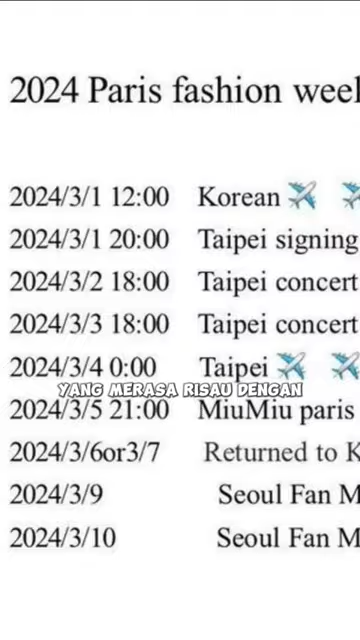 2024 Paris fashion wee
2024/3/1 12:00 Korean ✈️ ✈️
2024/3/1 20:00 Taipei signing
2024/3/2 18:00 Taipei concert
2024/3/3 18:00 Taipei concert
2024/3/4 0:00 Taipei ✈️ ✈️
YANG MERASA RISAU DENGAN
2024/3/5 21:00 MiuMiu paris
2024/3/6or3/7 Returned to K
2024/3/9 Seoul Fan M
2024/3/10 Seoul Fan M